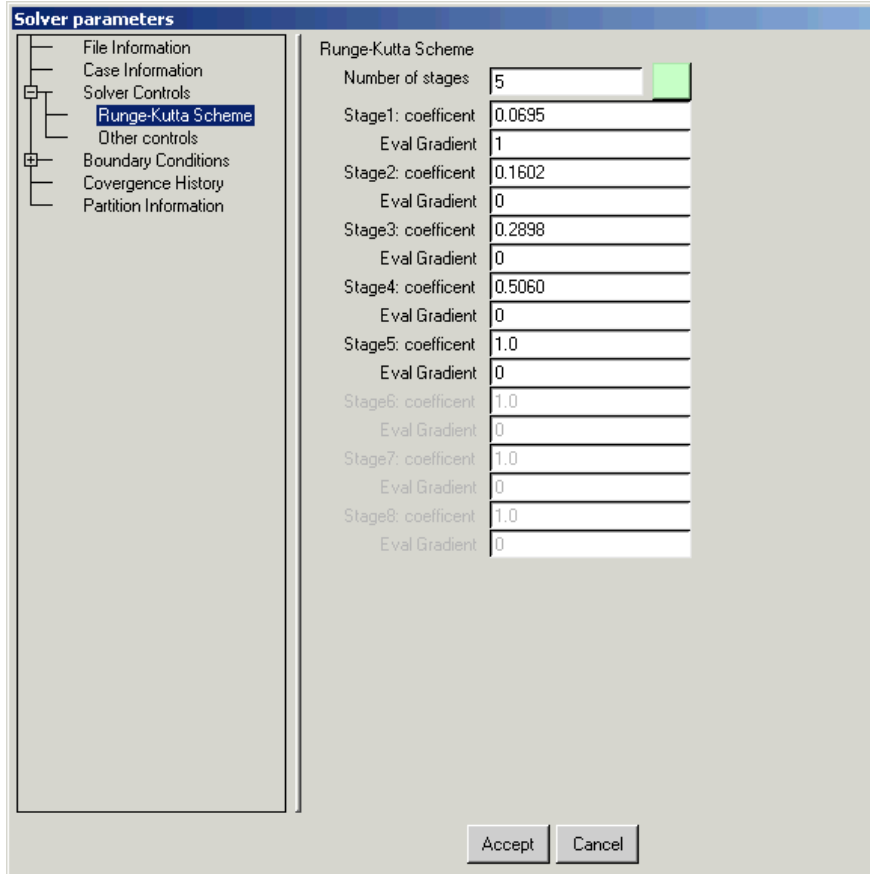 Solver parameters
File Information
Case Information
Solver Controls
Runge-Kutta Scheme
Other controls
Boundary Conditions
Covergence History
Partition Information
Runge-Kutta Scheme
Number of stages 5
Stage1: coefficent 0.0695
Eval Gradient 1
Stage2: coefficent 0.1602
Eval Gradient 0
Stage3: coefficent 0.2898
Eval Gradient 0
Stage4: coefficent 0.5060
Eval Gradient 0
Stage5: coefficent 1.0
Eval Gradient 0
Stage6: coefficent 1.0
Eval Gradient 0
Stage7: coefficent 1.0
Eval Gradient 0
Stage8: coefficent 1.0
Eval Gradient 0
Accept Cancel